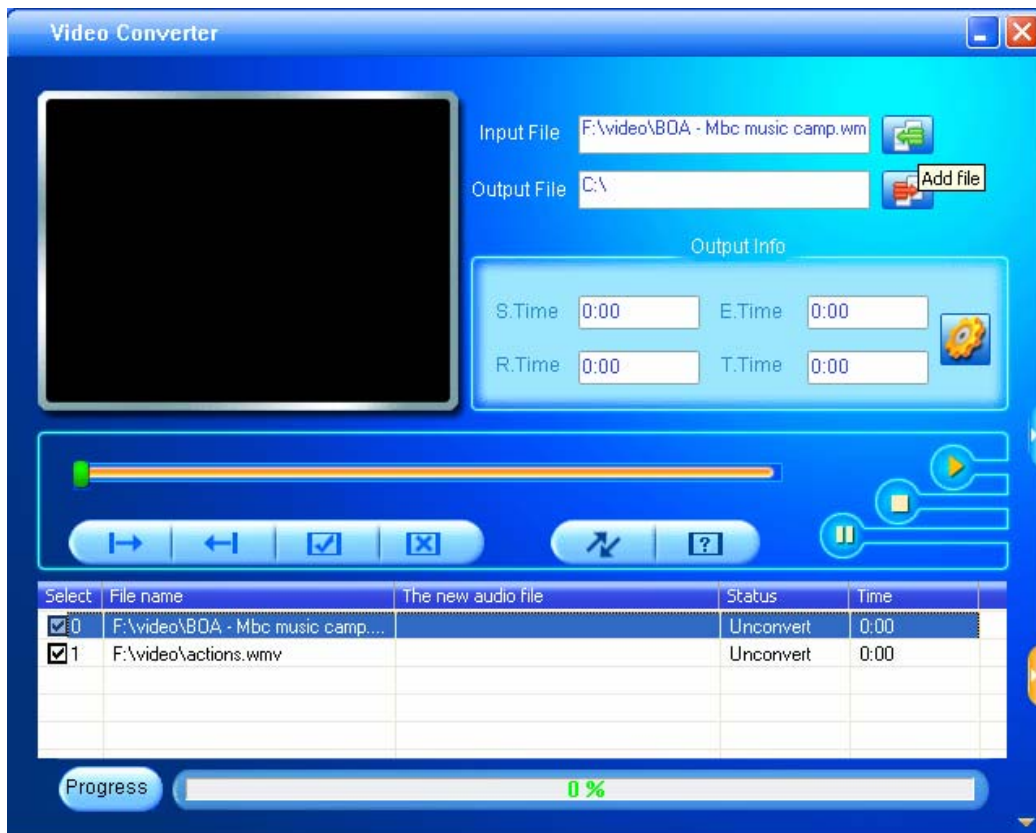 Video Converter
Input File F:\video\BOA - Mbc music camp.wm
Add file
Output File C:\
Output Info
S.Time 0:00 E.Time 0:00
R.Time 0:00 T.Time 0:00
Select File name The new audio file Status Time
0 F:\video\BOA - Mbc music camp.... Unconvert 0:00
1 F:\video\actions.wmv Unconvert 0:00
Progress 0 %